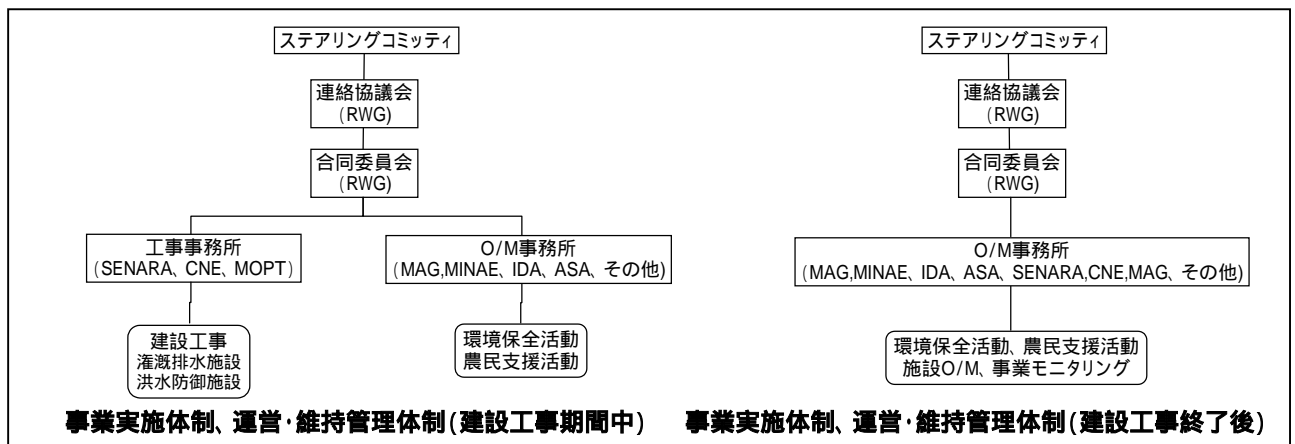 ステアリングコミッティ
連絡協議会
(RWG)
合同委員会
(RWG)
工事事務所
(SENARA、CNE、MOPT)
O/M事務所
(MAG,MINAE、IDA、ASA、その他)
建設工事
灌漑排水施設
洪水防御施設
環境保全活動
農民支援活動
事業実施体制、運営・維持管理体制(建設工事期間中)
ステアリングコミッティ
連絡協議会
(RWG)
合同委員会
(RWG)
O/M事務所
(MAG,MINAE、IDA、ASA、SENARA,CNE,MAG、その他)
環境保全活動、農民支援活動
施設O/M、事業モニタリング
事業実施体制、運営・維持管理体制(建設工事終了後)